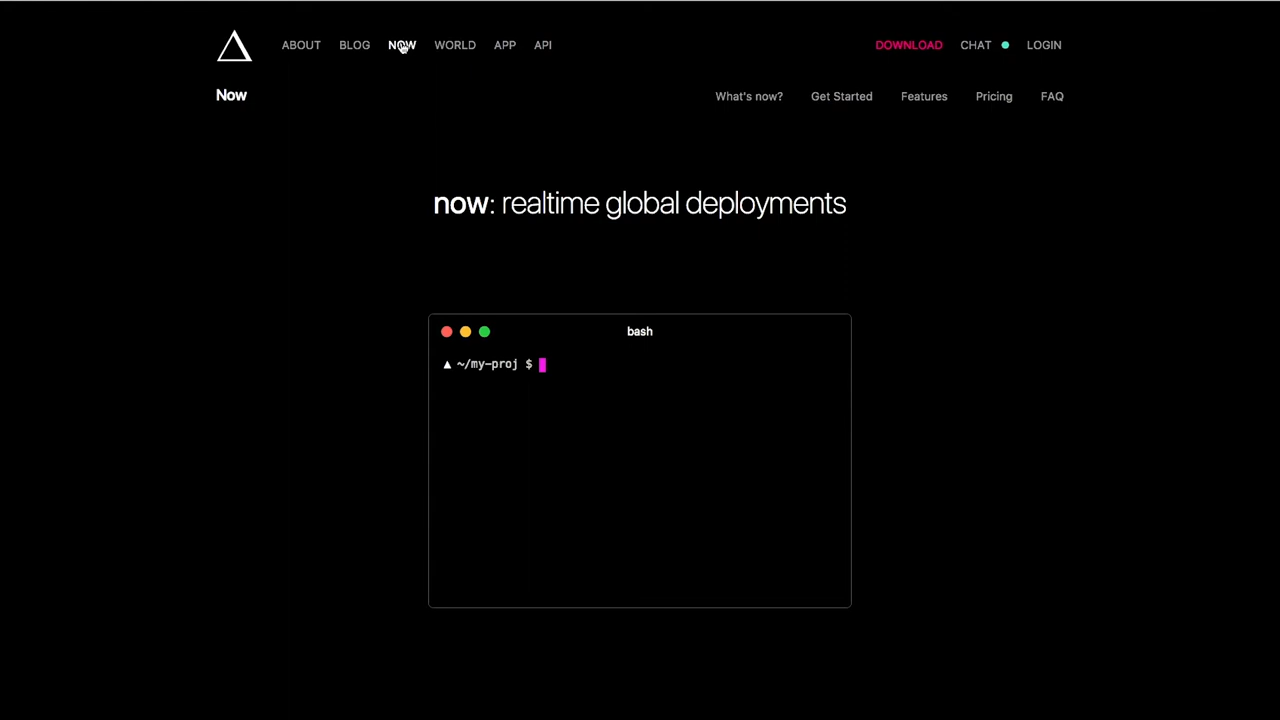 ABOUT BLOG NOW WORLD APP API DOWNLOAD CHAT LOGIN
Now What's now? Get Started Features Pricing FAQ
now: realtime global deployments
bash
▲ ~/my-proj $